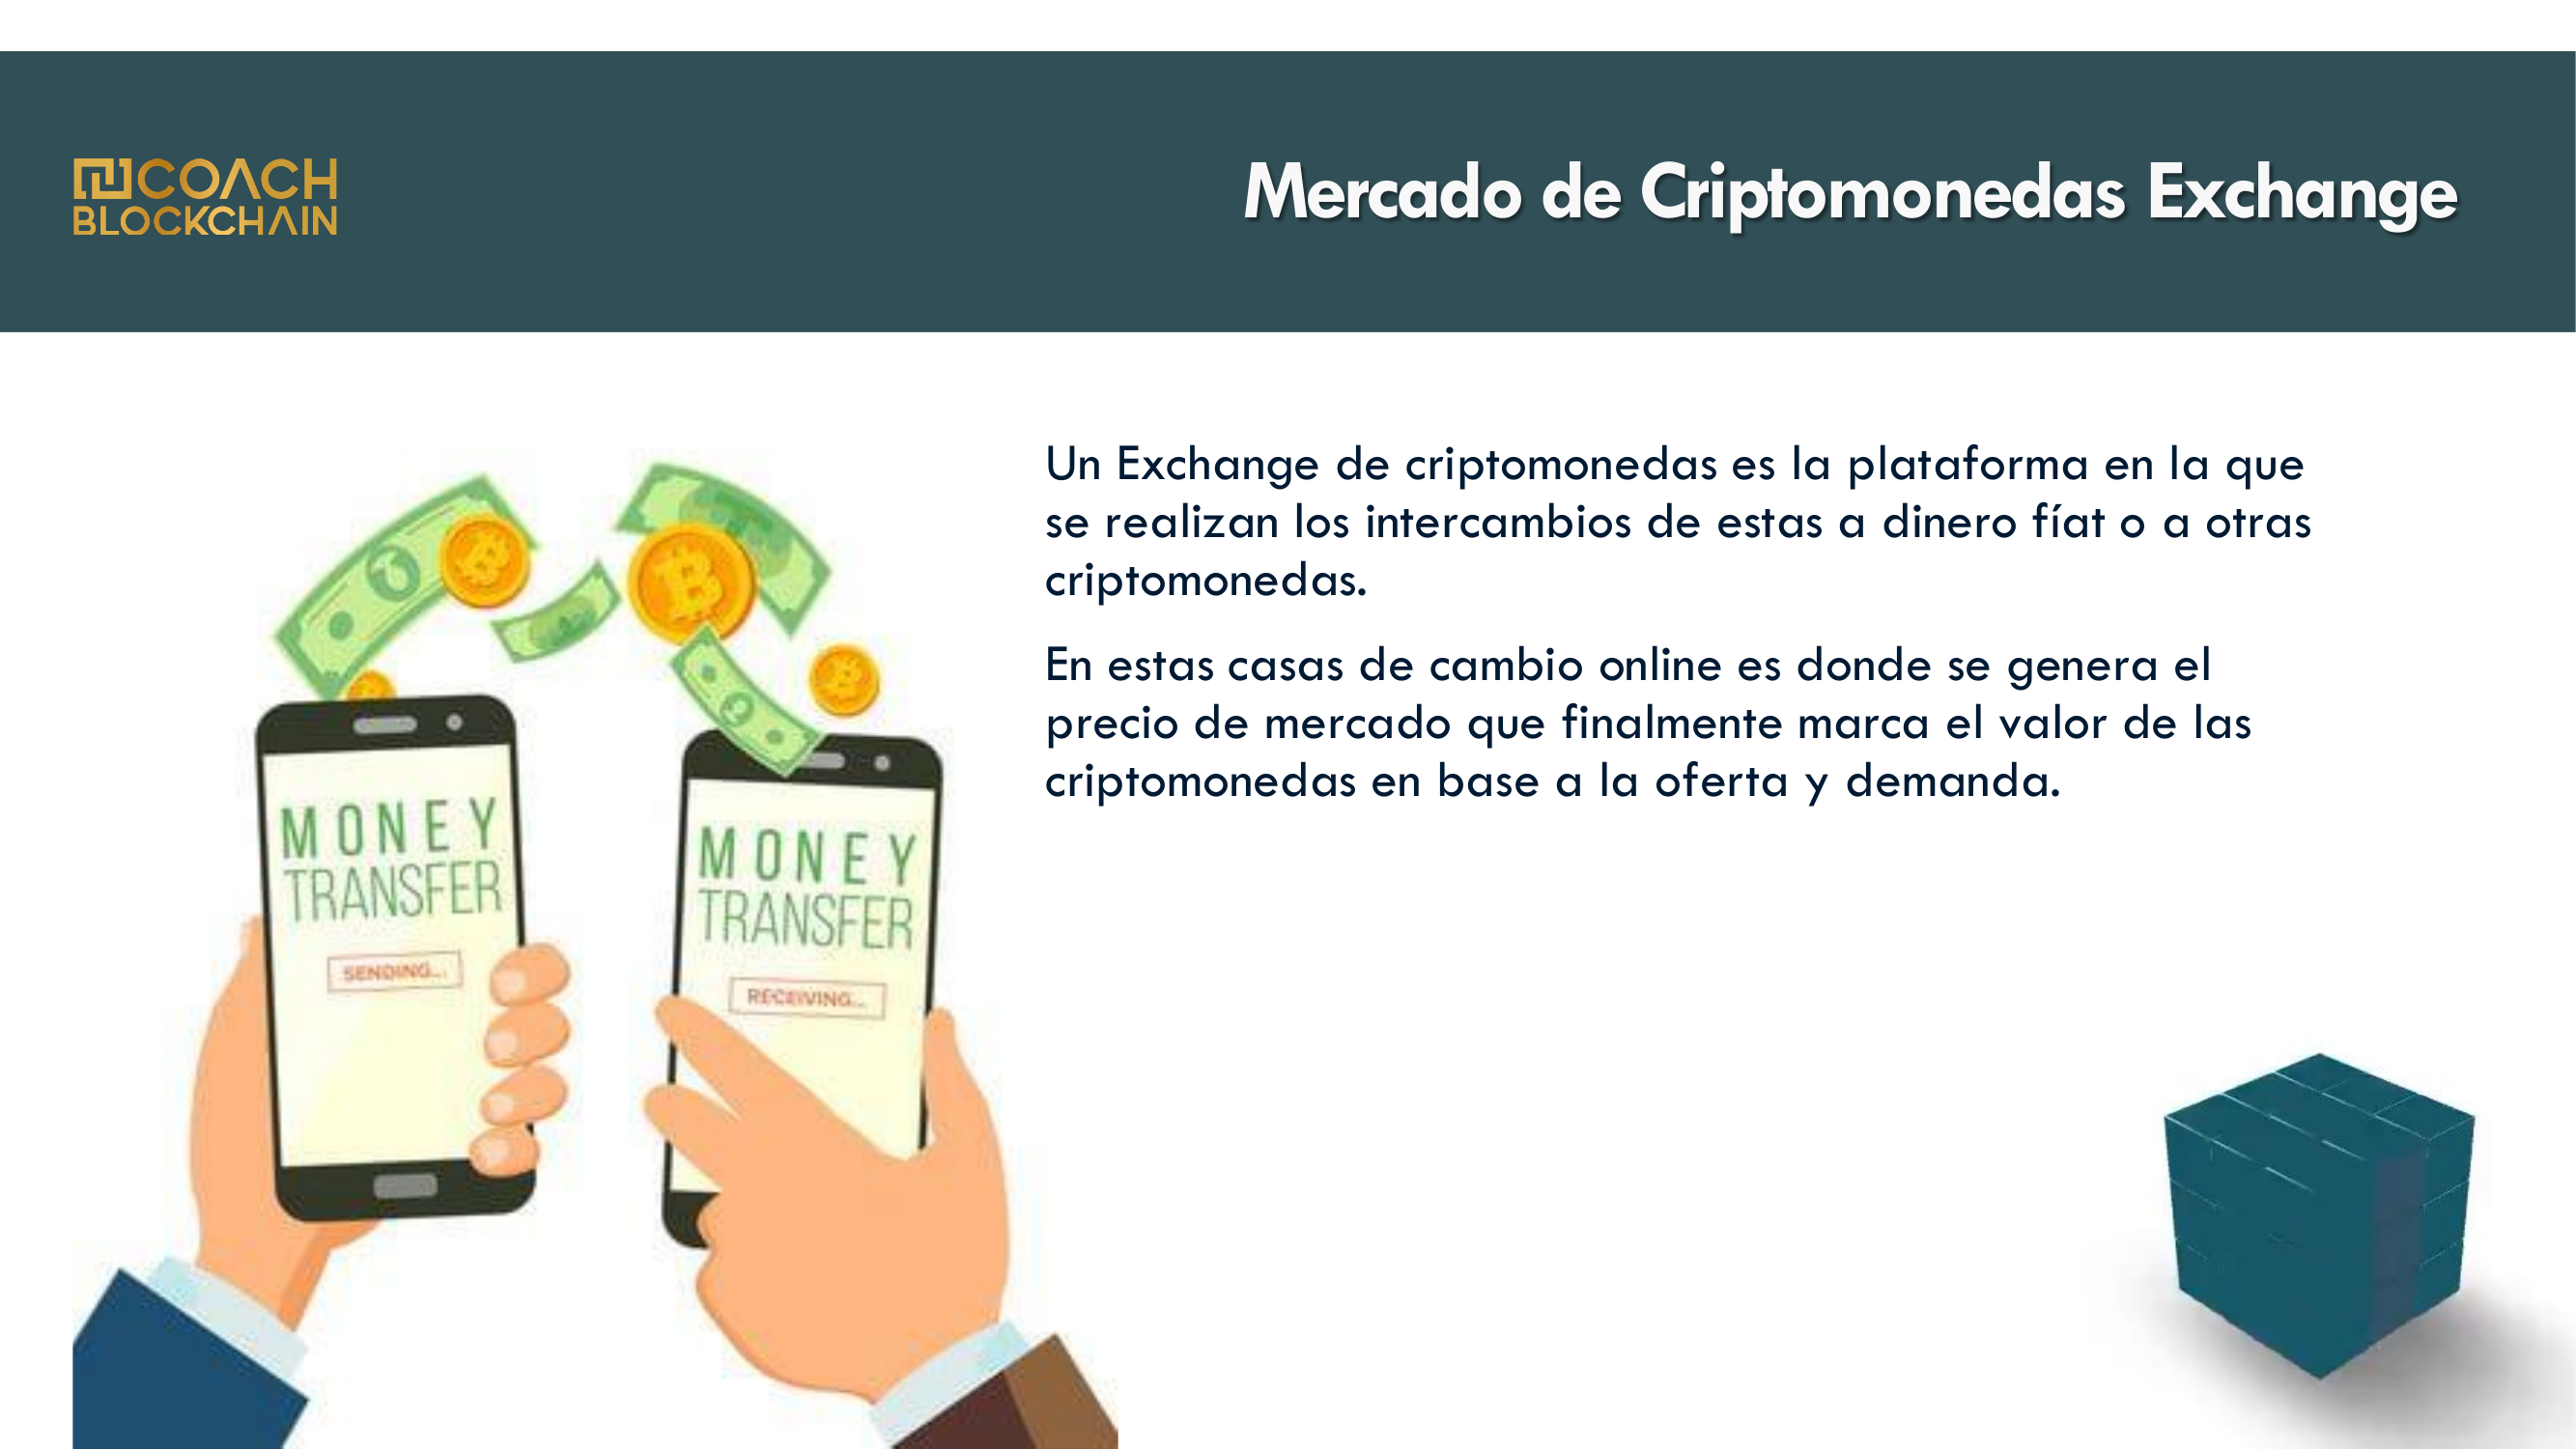 COACH
BLOCKCHAIN
Mercado de Criptomonedas Exchange
Un Exchange de criptomonedas es la plataforma en la que
se realizan los intercambios de estas a dinero fíat o a otras
criptomonedas.
En estas casas de cambio online es donde se genera el
precio de mercado que finalmente marca el valor de las
criptomonedas en base a la oferta y demanda.
MONEY
TRANSFER
SENDING...
MONEY
TRANSFER
RECEIVING...